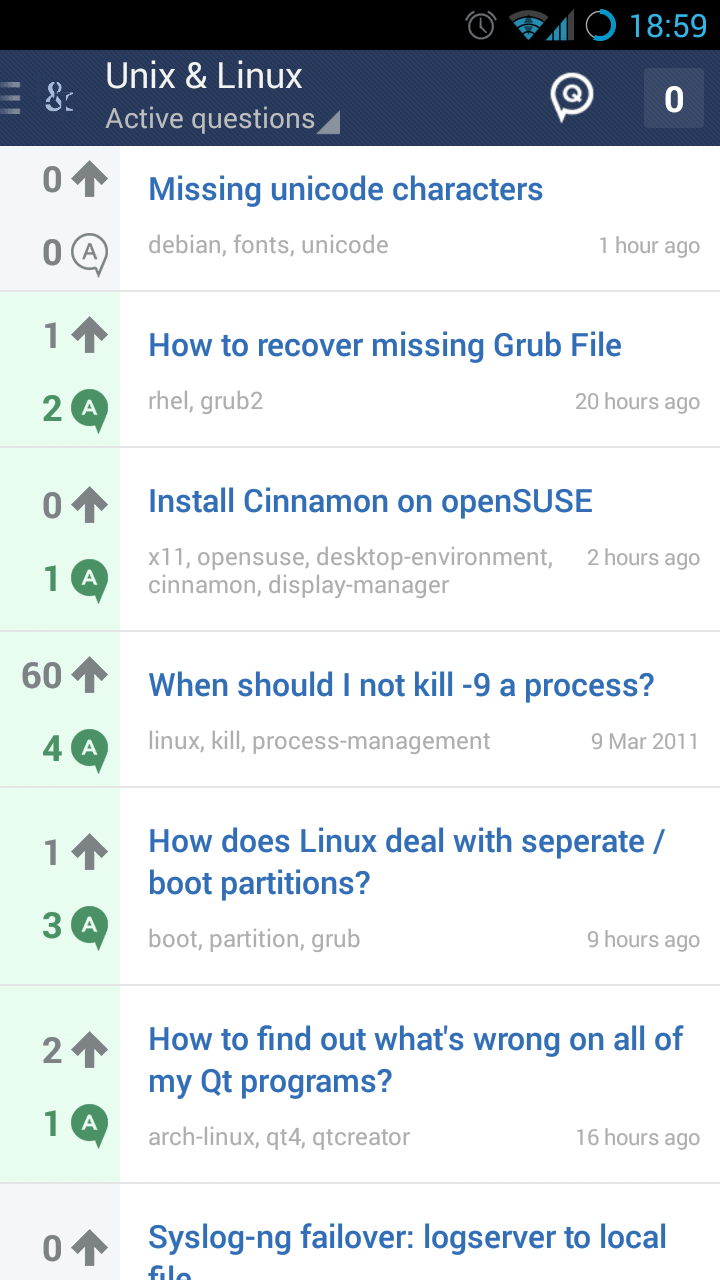 18:59
Unix & Linux
Active questions
0
0
Missing unicode characters
0 A
debian, fonts, unicode
1 hour ago
1
How to recover missing Grub File
2 A
rhel, grub2
20 hours ago
0
Install Cinnamon on openSUSE
1 A
x11, opensuse, desktop-environment,
cinnamon, display-manager
2 hours ago
60
When should I not kill -9 a process?
4 A
linux, kill, process-management
9 Mar 2011
1
How does Linux deal with seperate /
boot partitions?
3 A
boot, partition, grub
9 hours ago
2
How to find out what's wrong on all of
my Qt programs?
1 A
arch-linux, qt4, qtcreator
16 hours ago
0
Syslog-ng failover: logserver to local
file